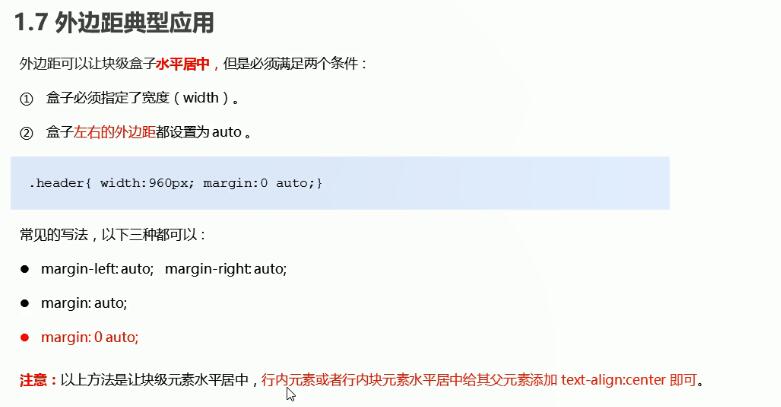 1.7 外边距典型应用
外边距可以让块级盒子水平居中，但是必须满足两个条件：
① 盒子必须指定了宽度（width）。
② 盒子左右的外边距都设置为 auto 。
.header{ width:960px; margin:0 auto;}
常见的写法，以下三种都可以：
● margin-left: auto; margin-right: auto;
● margin: auto;
● margin: 0 auto;
注意：以上方法是让块级元素水平居中，行内元素或者行内块元素水平居中给其父元素添加 text-align:center 即可。